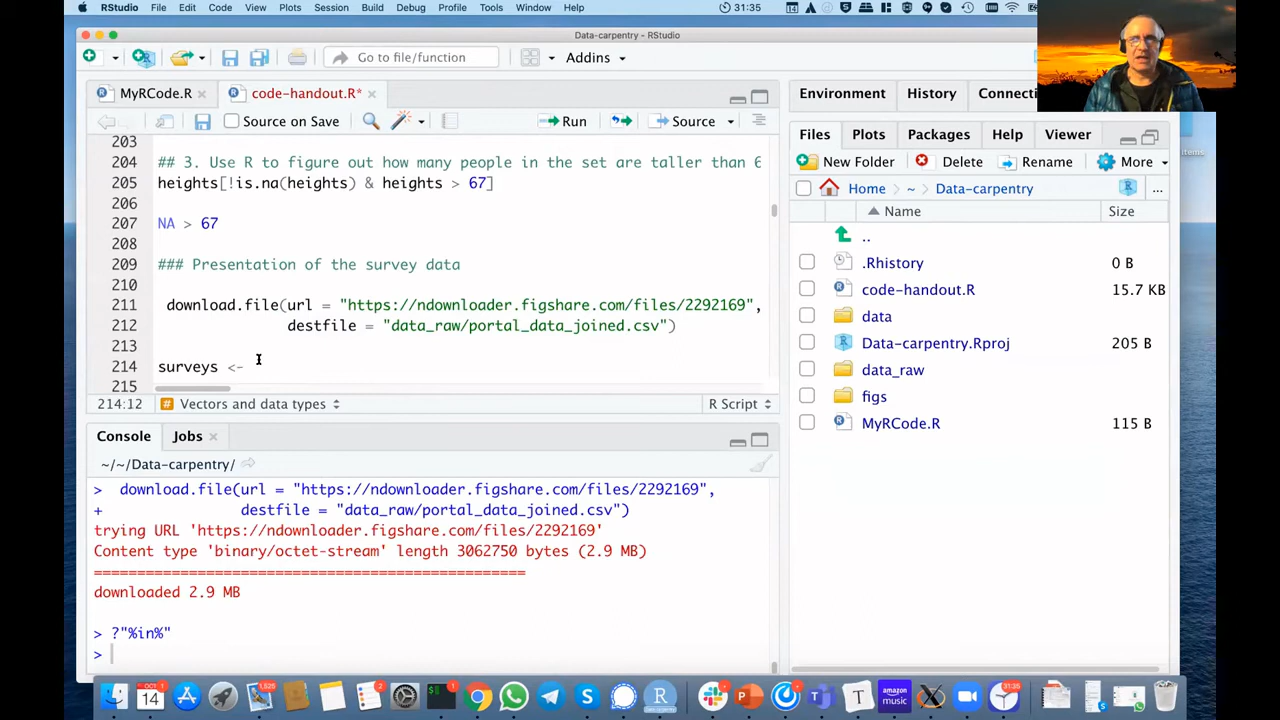 RStudio File Edit Code View Plots Session Build Debug Profile Tools Window Help 31:35
Data-carpentry - RStudio
Go to file/function Addins
MyRCode.R code-handout.R*
Source on Save Run Source
203
204 ## 3. Use R to figure out how many people in the set are taller than 6
205 heights[!is.na(heights) & heights > 67]
206
207 NA > 67
208
209 ### Presentation of the survey data
210
211 download.file(url = "https://ndownloader.figshare.com/files/2292169",
212 destfile = "data_raw/portal_data_joined.csv")
213
214 surveys <-
215
214:12 # Vectors and data types R Script
Console Jobs
~/~/Data-carpentry/
> download.file(url = "https://ndownloader.figshare.com/files/2292169",
+ destfile = "data_raw/portal_data_joined.csv")
trying URL 'https://ndownloader.figshare.com/files/2292169'
Content type 'binary/octet-stream' length 3062739 bytes (2.9 MB)
==================================================
downloaded 2.9 MB
> ?"%in%"
>
Environment History Connecti
Files Plots Packages Help Viewer
New Folder Delete Rename More
Home ~ Data-carpentry ...
Name Size
..
.Rhistory 0 B
code-handout.R 15.7 KB
data
Data-carpentry.Rproj 205 B
data_raw
figs
MyRCode.R 115 B
items
amazon music
31:35